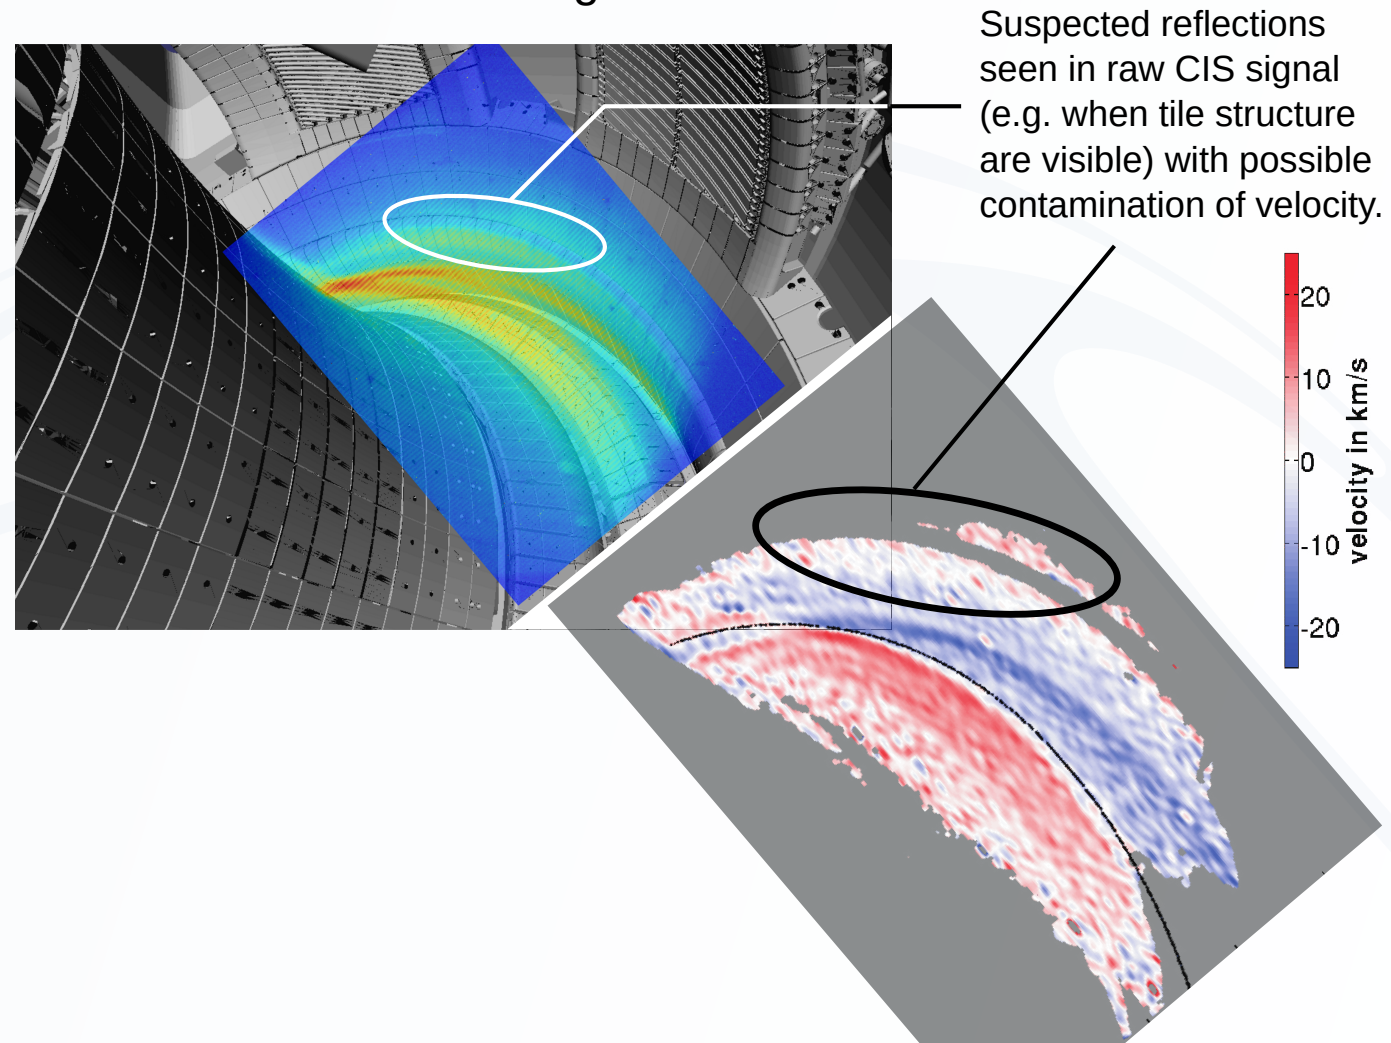 Suspected reflections
seen in raw CIS signal
(e.g. when tile structure
are visible) with possible
contamination of velocity.
20
10
0
-10
-20
velocity in km/s